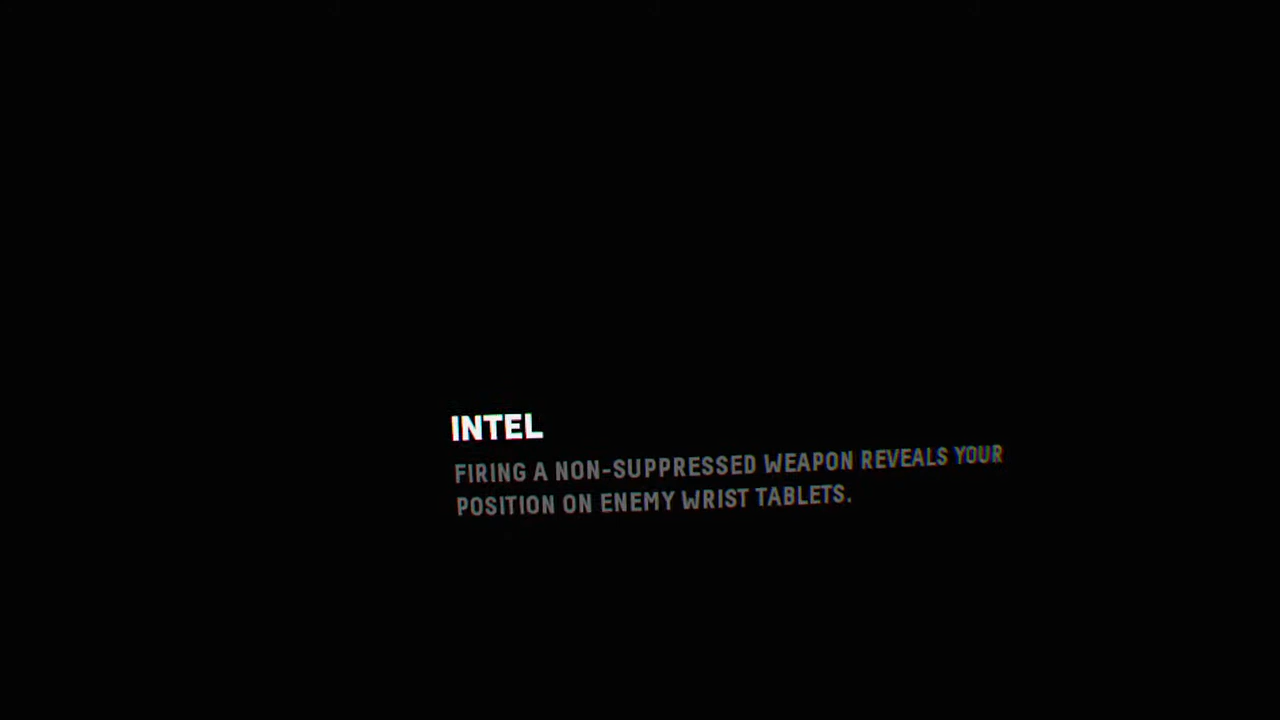 INTEL
FIRING A NON-SUPPRESSED WEAPON REVEALS YOUR
POSITION ON ENEMY WRIST TABLETS.